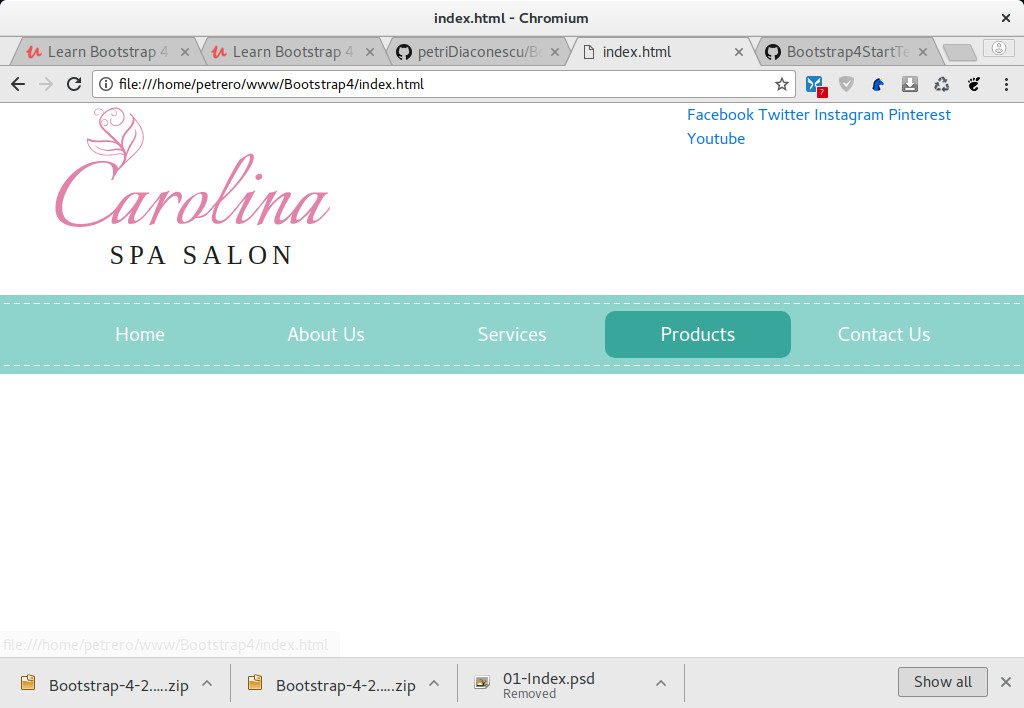 index.html - Chromium
Learn Bootstrap 4
Learn Bootstrap 4
petriDiaconescu/Bo
index.html
Bootstrap4StartTe
file:///home/petrero/www/Bootstrap4/index.html
?
Facebook Twitter Instagram Pinterest
Youtube
Carolina
SPA SALON
Home About Us Services Products Contact Us
file:///home/petrero/www/Bootstrap4/index.html
Bootstrap-4-2.....zip
Bootstrap-4-2.....zip
01-Index.psd
Removed
Show all